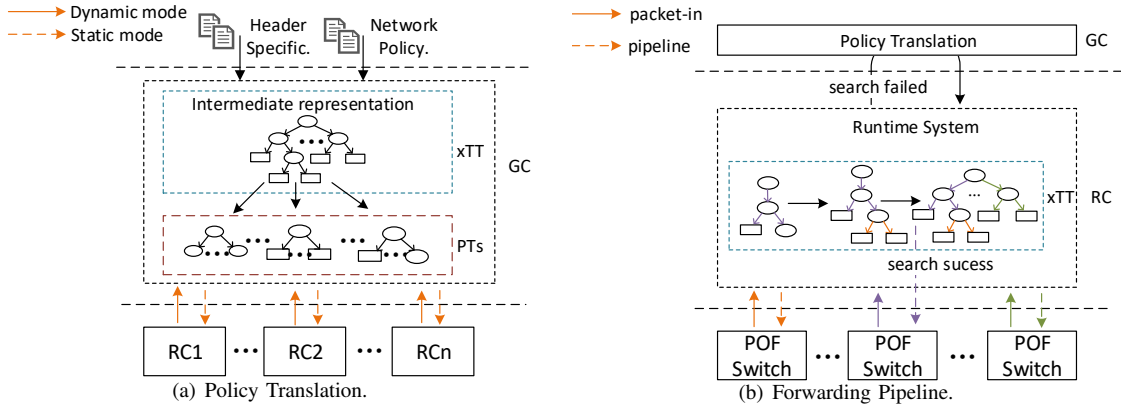 Dynamic mode
Static mode
Header
Specific.
Network
Policy.
Intermediate representation
xTT
GC
PTs
RC1
RC2
RCn
(a) Policy Translation.
packet-in
pipeline
Policy Translation
GC
search failed
Runtime System
xTT
RC
search sucess
POF
Switch
POF
Switch
POF
Switch
(b) Forwarding Pipeline.